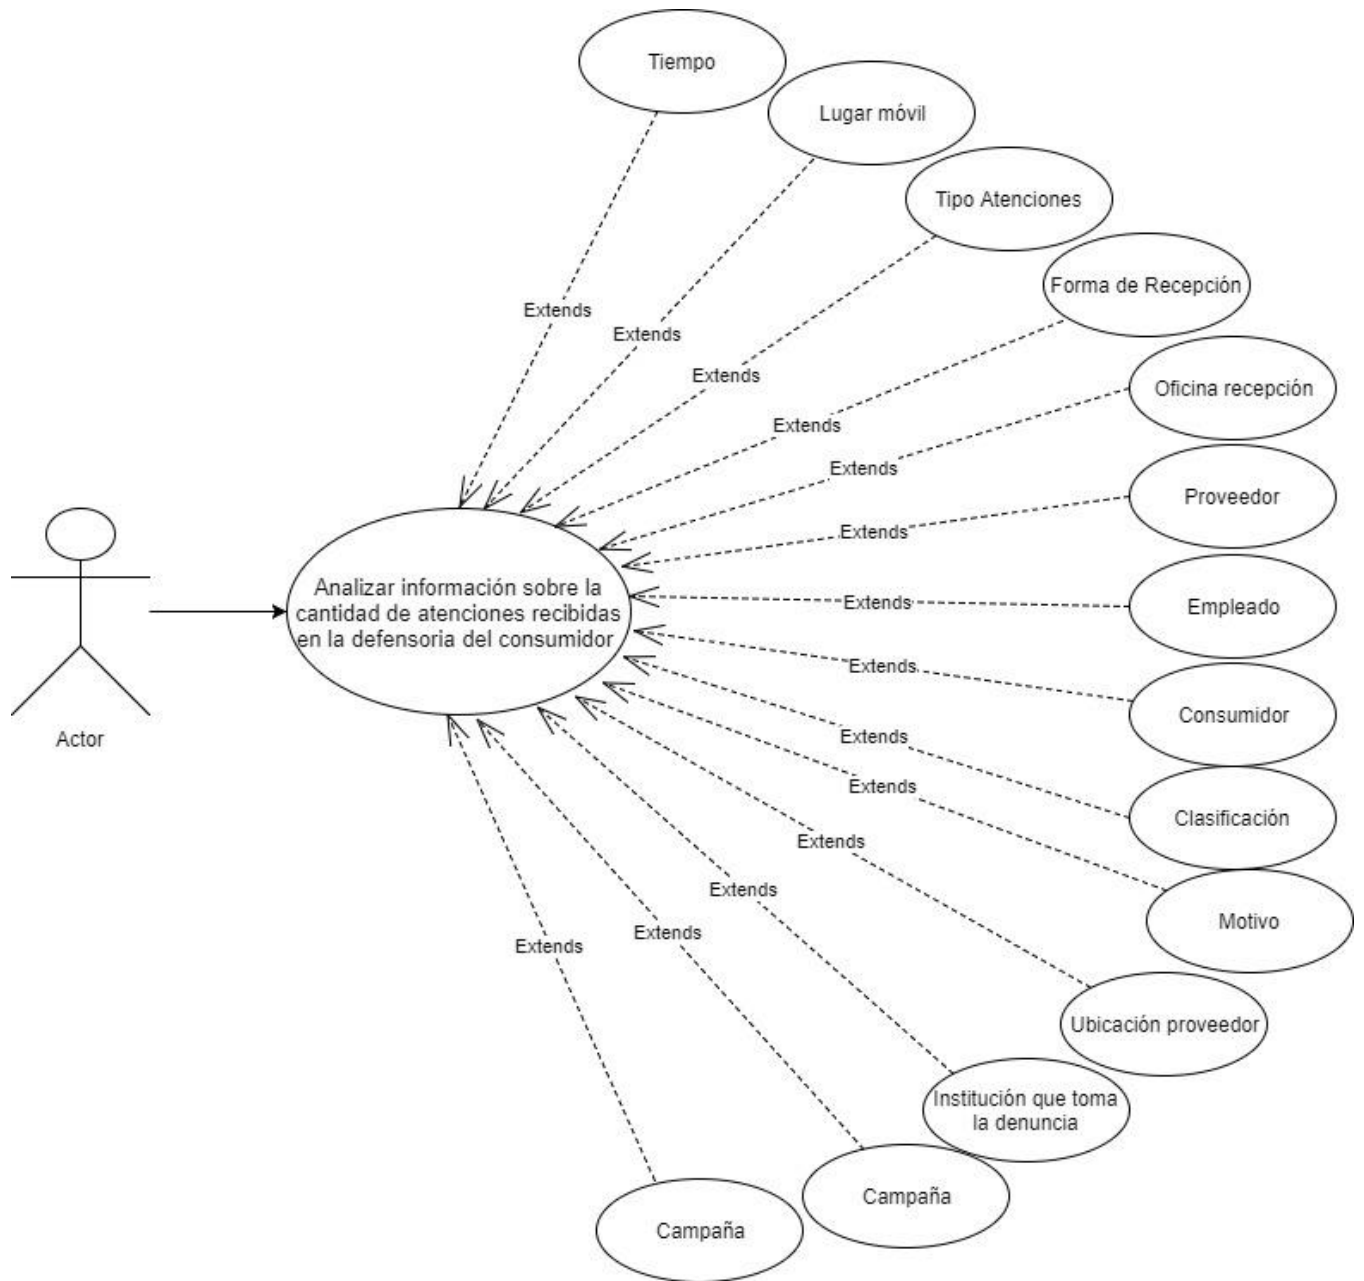 Tiempo
Lugar móvil
Tipo Atenciones
Forma de Recepción
Extends
Extends
Extends
Oficina recepción
Extends
Extends
Proveedor
Extends
Analizar información sobre la
cantidad de atenciones recibidas
en la defensoria del consumidor
Extends
Empleado
Extends
Consumidor
Actor
Extends
Extends
Clasificación
Extends
Motivo
Extends
Extends
Extends
Ubicación proveedor
Institución que toma
la denuncia
Campaña
Campaña